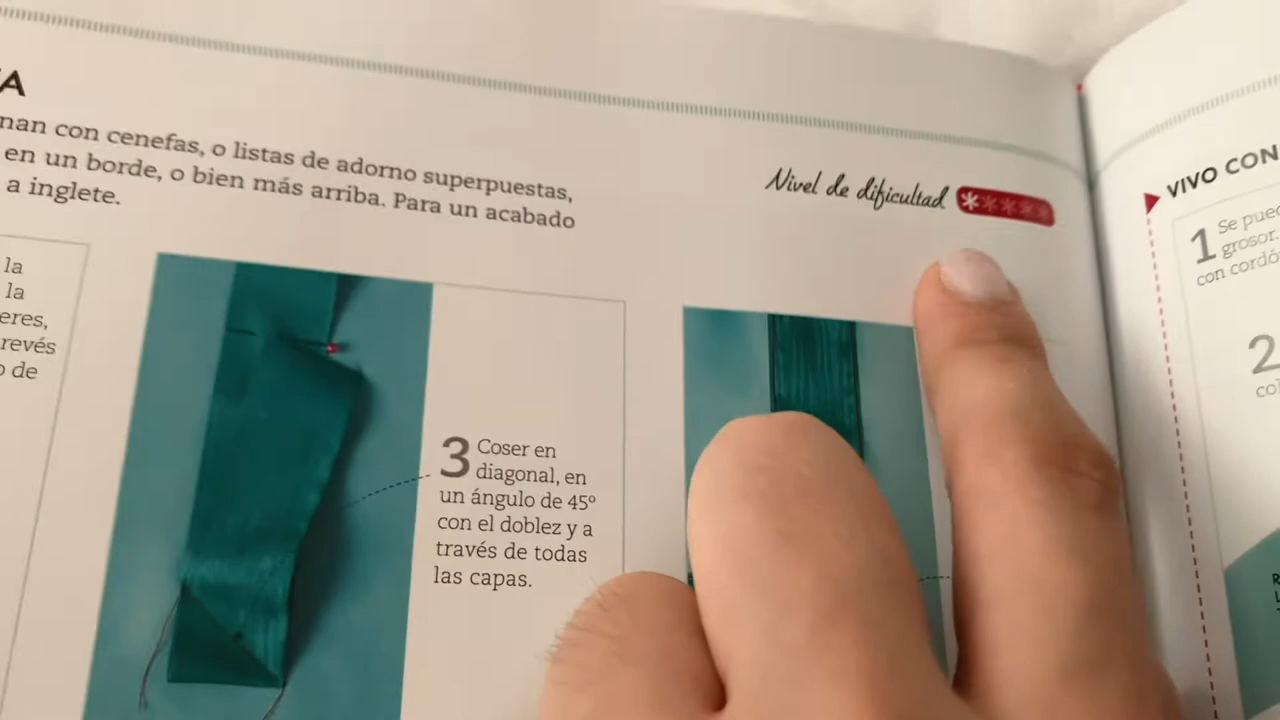 nan con cenefas, o listas de adorno superpuestas,
en un borde, o bien más arriba. Para un acabado
a inglete.
Nivel de dificultad *****
la
la
eres,
revés
de
3 Coser en
diagonal, en
un ángulo de 45º
con el doblez y a
través de todas
las capas.
VIVO CON
1 Se pue
grosor.
con cordó
2
co